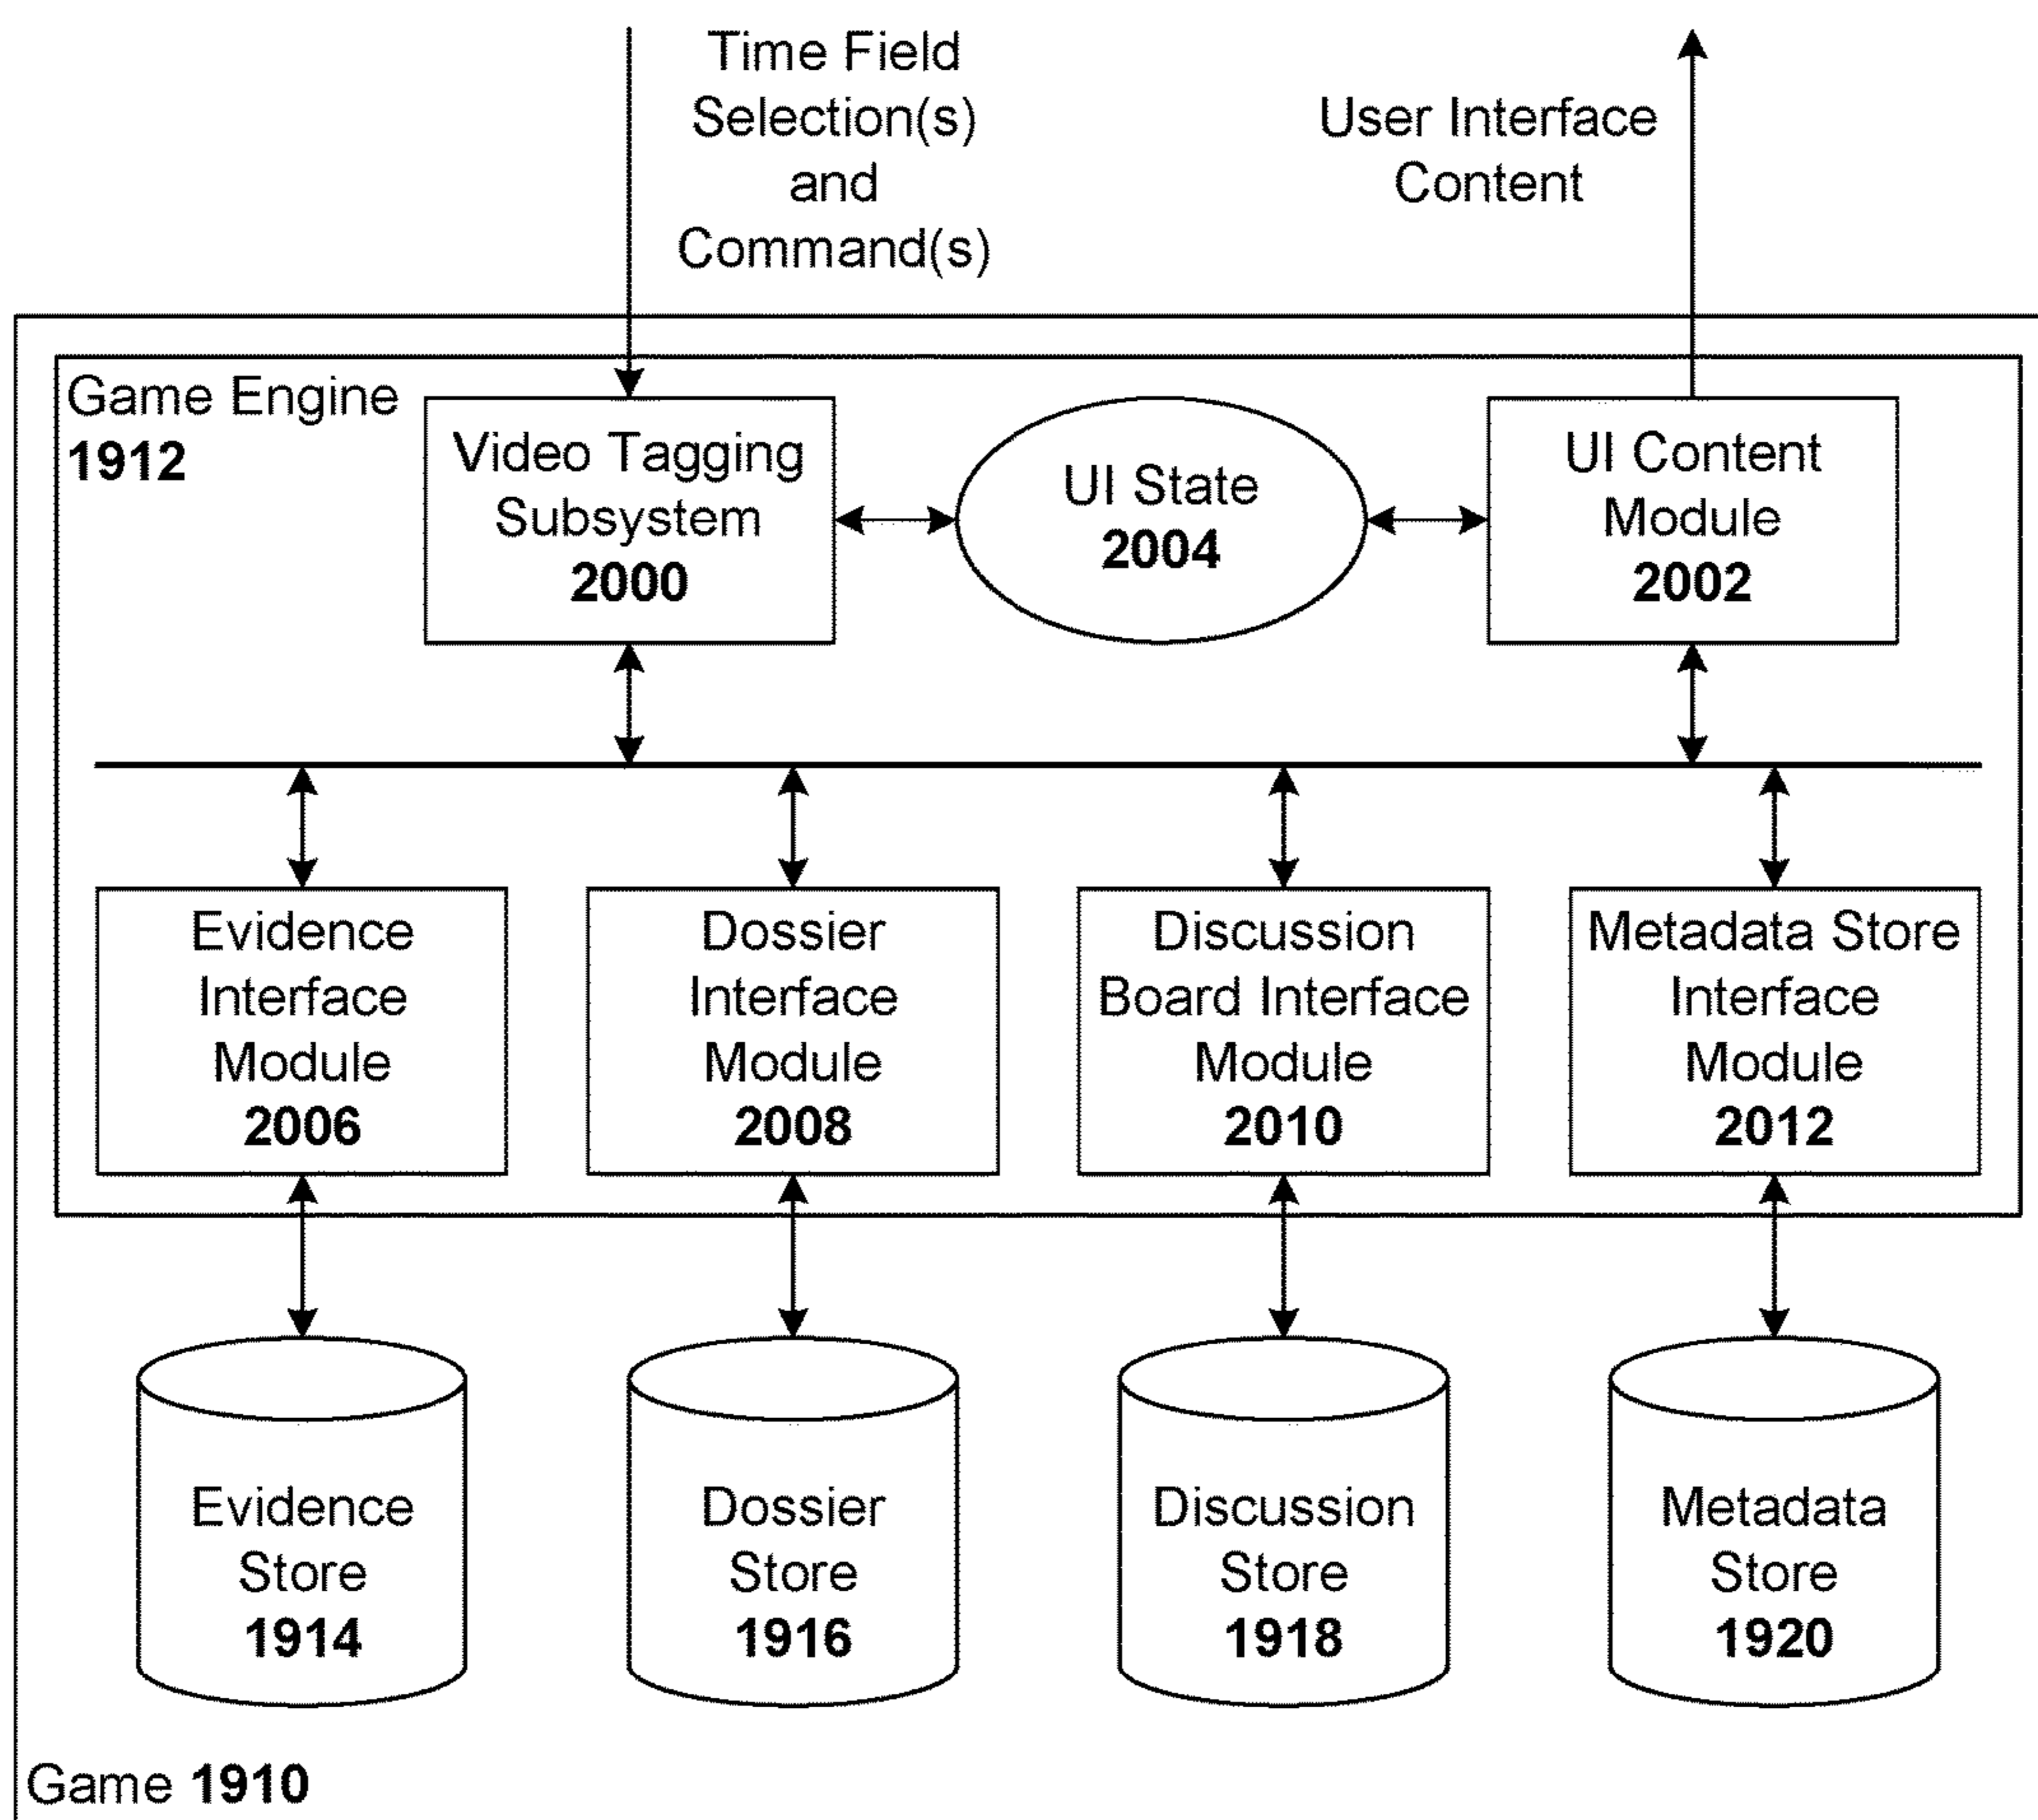 Time Field
Selection(s)
and
Command(s)
User Interface
Content
Game Engine
1912
Video Tagging
Subsystem
2000
UI State
2004
UI Content
Module
2002
Evidence
Interface
Module
2006
Dossier
Interface
Module
2008
Discussion
Board Interface
Module
2010
Metadata Store
Interface
Module
2012
Evidence
Store
1914
Dossier
Store
1916
Discussion
Store
1918
Metadata
Store
1920
Game 1910